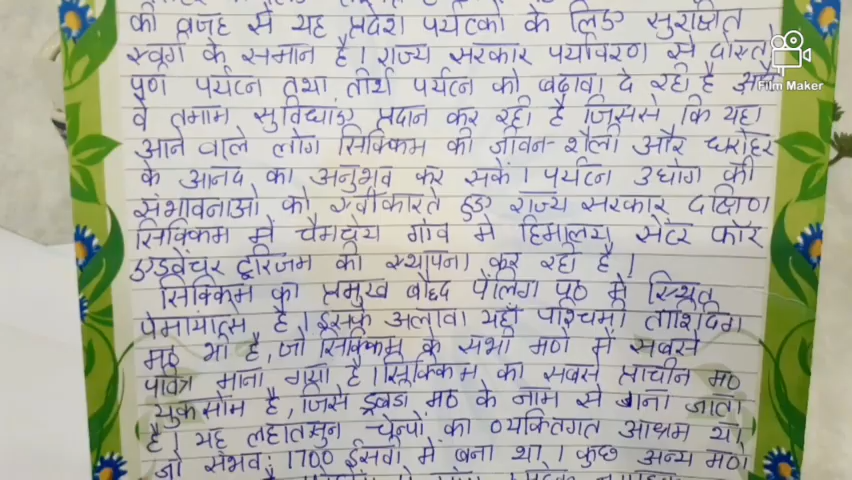 की वजह से यह प्रदेश पर्यटकों के लिए सुरक्षित
स्वर्ग के समान है। राज्य सरकार पर्यावरण से दोस्त
पूर्ण पर्यटन तथा तीर्थ पर्यटन को बढ़ावा दे रही है और
वे तमाम सुविधाएं प्रदान कर रही है जिससे कि यहां
आने वाले लोग सिक्किम की जीवन-शैली और धरोहर
के आनंद का अनुभव कर सकें। पर्यटन उद्योग की
संभावनाओं को स्वीकारते हुए राज्य सरकार दक्षिण
सिक्किम में चैमचेय गांव में हिमालय सेंटर फॉर
एडवेंचर टूरिजम की स्थापना कर रही है।
सिक्किम का प्रमुख बौद्ध पेलिंग पूठ में स्थित
पेमायांत्स है। इसके अलावा यहां पश्चिमी ताशिदिंग
मठ भी है, जो सिक्किम के सभी मठों में सबसे
पवित्र माना गया है। सिक्किम का सबसे प्राचीन मठ
युकसोम है, जिसे ड्रबडी मठ के नाम से जाना जाता
है। यह लहातसुन चेन्पों का व्यक्तिगत आश्रम था,
जो संभव: 1700 ईसवी में बना था। कुछ अन्य मठों
Film Maker